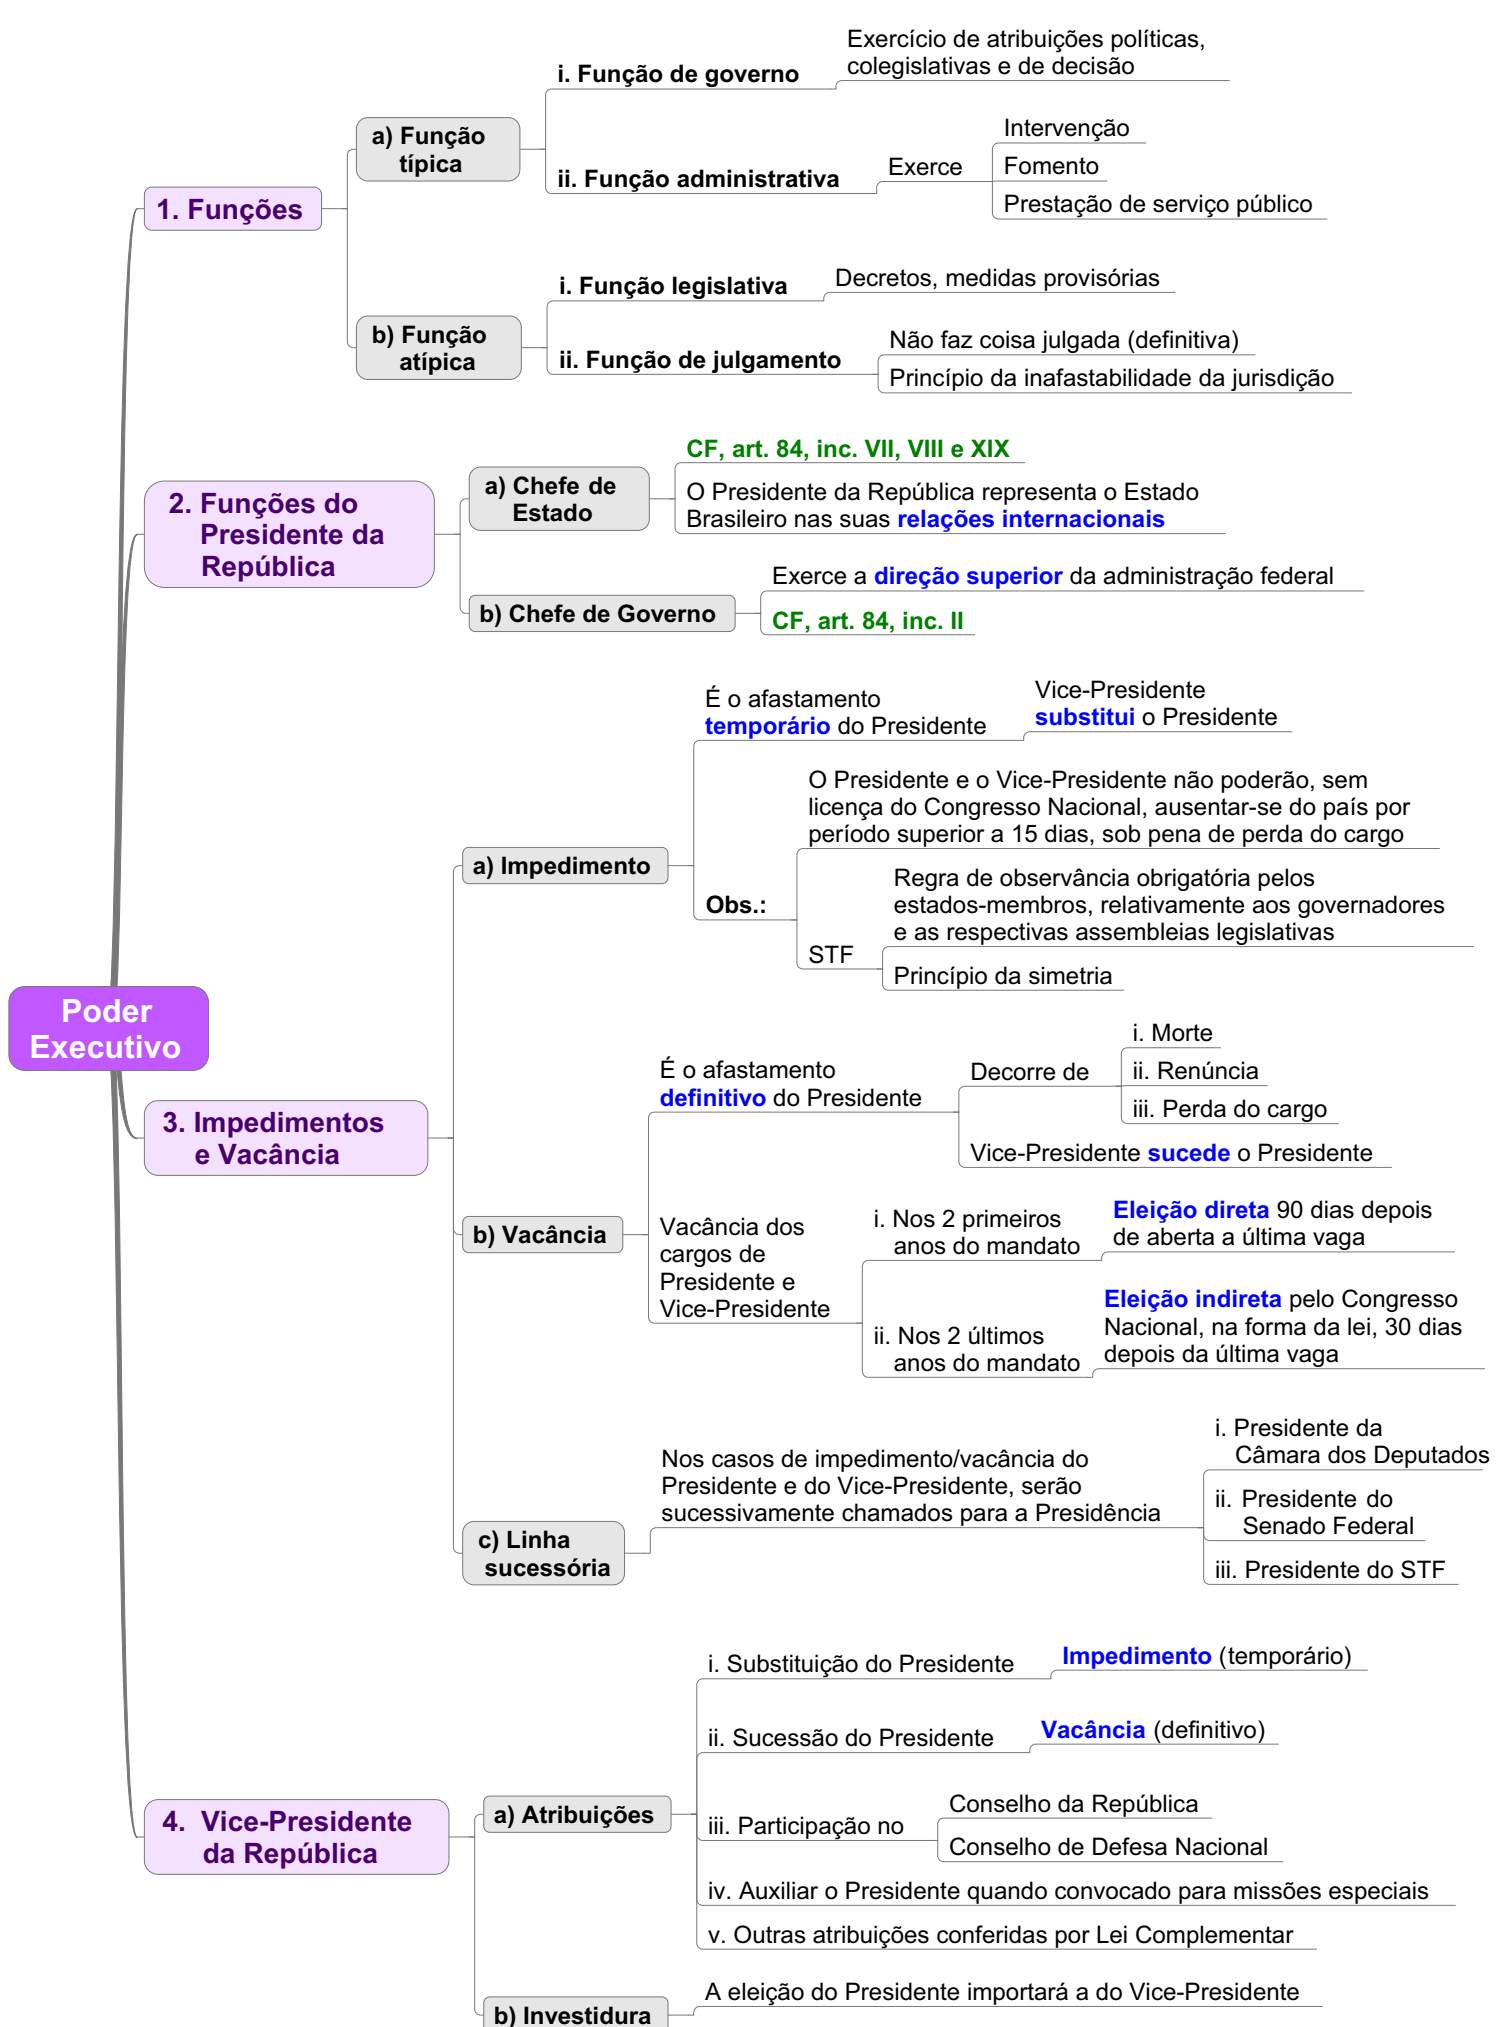 Poder
Executivo
1. Funções
a) Função
típica
i. Função de governo
Exercício de atribuições políticas,
colegislativas e de decisão
ii. Função administrativa
Exerce
Intervenção
Fomento
Prestação de serviço público
b) Função
atípica
i. Função legislativa
Decretos, medidas provisórias
ii. Função de julgamento
Não faz coisa julgada (definitiva)
Princípio da inafastabilidade da jurisdição
2. Funções do
Presidente da
República
a) Chefe de
Estado
CF, art. 84, inc. VII, VIII e XIX
O Presidente da República representa o Estado
Brasileiro nas suas relações internacionais
b) Chefe de Governo
Exerce a direção superior da administração federal
CF, art. 84, inc. II
3. Impedimentos
e Vacância
a) Impedimento
É o afastamento
temporário do Presidente
Vice-Presidente
substitui o Presidente
Obs.:
O Presidente e o Vice-Presidente não poderão, sem
licença do Congresso Nacional, ausentar-se do país por
período superior a 15 dias, sob pena de perda do cargo
STF
Regra de observância obrigatória pelos
estados-membros, relativamente aos governadores
e as respectivas assembleias legislativas
Princípio da simetria
b) Vacância
É o afastamento
definitivo do Presidente
Decorre de
i. Morte
ii. Renúncia
iii. Perda do cargo
Vice-Presidente sucede o Presidente
Vacância dos
cargos de
Presidente e
Vice-Presidente
i. Nos 2 primeiros
anos do mandato
Eleição direta 90 dias depois
de aberta a última vaga
ii. Nos 2 últimos
anos do mandato
Eleição indireta pelo Congresso
Nacional, na forma da lei, 30 dias
depois da última vaga
c) Linha
sucessória
Nos casos de impedimento/vacância do
Presidente e do Vice-Presidente, serão
sucessivamente chamados para a Presidência
i. Presidente da
Câmara dos Deputados
ii. Presidente do
Senado Federal
iii. Presidente do STF
4. Vice-Presidente
da República
a) Atribuições
i. Substituição do Presidente
Impedimento (temporário)
ii. Sucessão do Presidente
Vacância (definitivo)
iii. Participação no
Conselho da República
Conselho de Defesa Nacional
iv. Auxiliar o Presidente quando convocado para missões especiais
v. Outras atribuições conferidas por Lei Complementar
b) Investidura
A eleição do Presidente importará a do Vice-Presidente